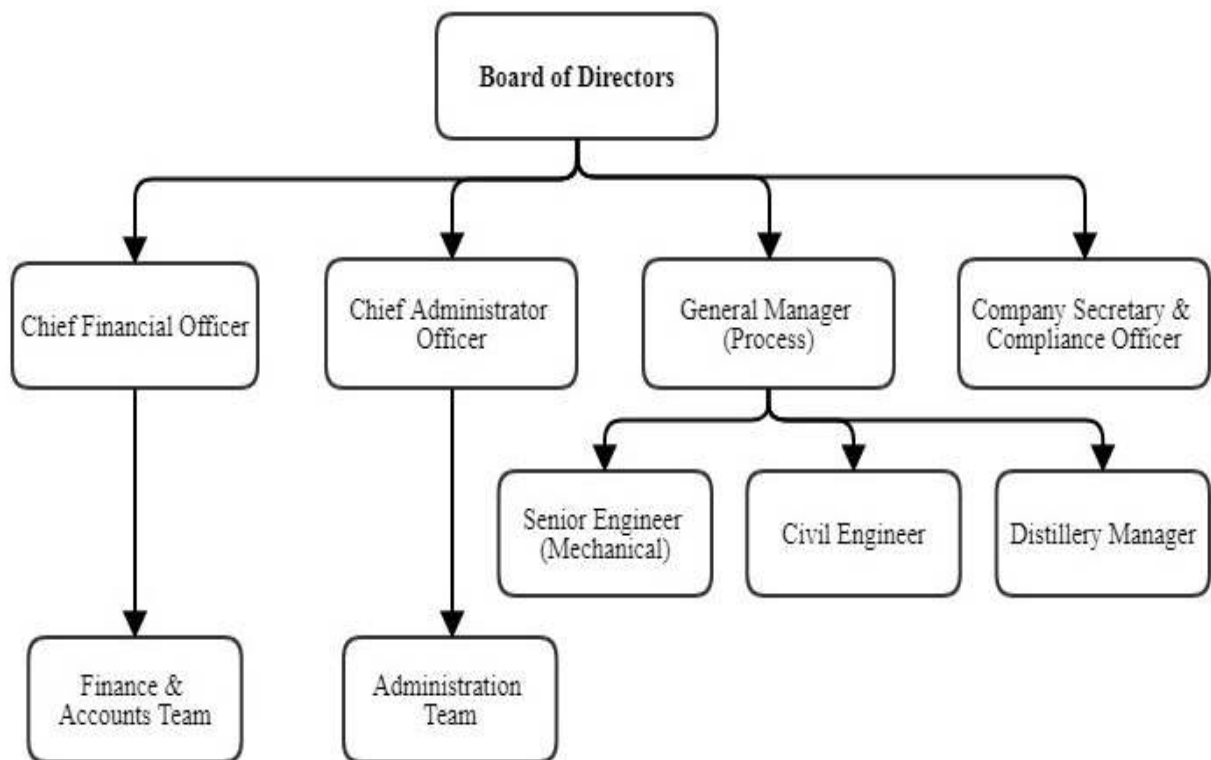 Board of Directors
Chief Financial Officer
Chief Administrator
Officer
General Manager
(Process)
Company Secretary &
Compliance Officer
Senior Engineer
(Mechanical)
Civil Engineer
Distillery Manager
Finance &
Accounts Team
Administration
Team